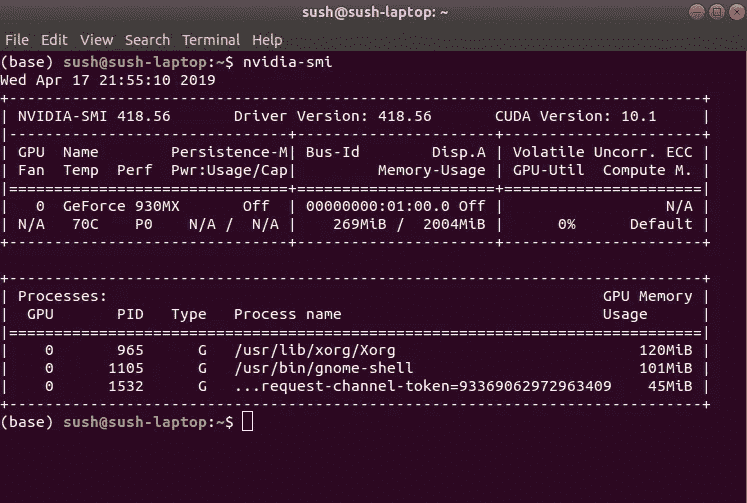 sush@sush-laptop: ~
File  Edit  View  Search  Terminal  Help
(base) sush@sush-laptop:~$ nvidia-smi
Wed Apr 17 21:55:10 2019
+-----------------------------------------------------------------------------+
| NVIDIA-SMI 418.56       Driver Version: 418.56       CUDA Version: 10.1     |
|-------------------------------+----------------------+----------------------+
| GPU  Name        Persistence-M| Bus-Id        Disp.A | Volatile Uncorr. ECC |
| Fan  Temp  Perf  Pwr:Usage/Cap|         Memory-Usage | GPU-Util  Compute M. |
|===============================+======================+======================|
|   0  GeForce 930MX       Off  | 00000000:01:00.0 Off |                  N/A |
| N/A   70C    P0    N/A /  N/A |    269MiB /  2004MiB |      0%      Default |
+-------------------------------+----------------------+----------------------+
+-----------------------------------------------------------------------------+
| Processes:                                                       GPU Memory |
|  GPU       PID   Type   Process name                             Usage      |
|=============================================================================|
|    0       965      G   /usr/lib/xorg/Xorg                           120MiB |
|    0      1105      G   /usr/bin/gnome-shell                         101MiB |
|    0      1532      G   ...request-channel-token=93369062972963409    45MiB |
+-----------------------------------------------------------------------------+
(base) sush@sush-laptop:~$